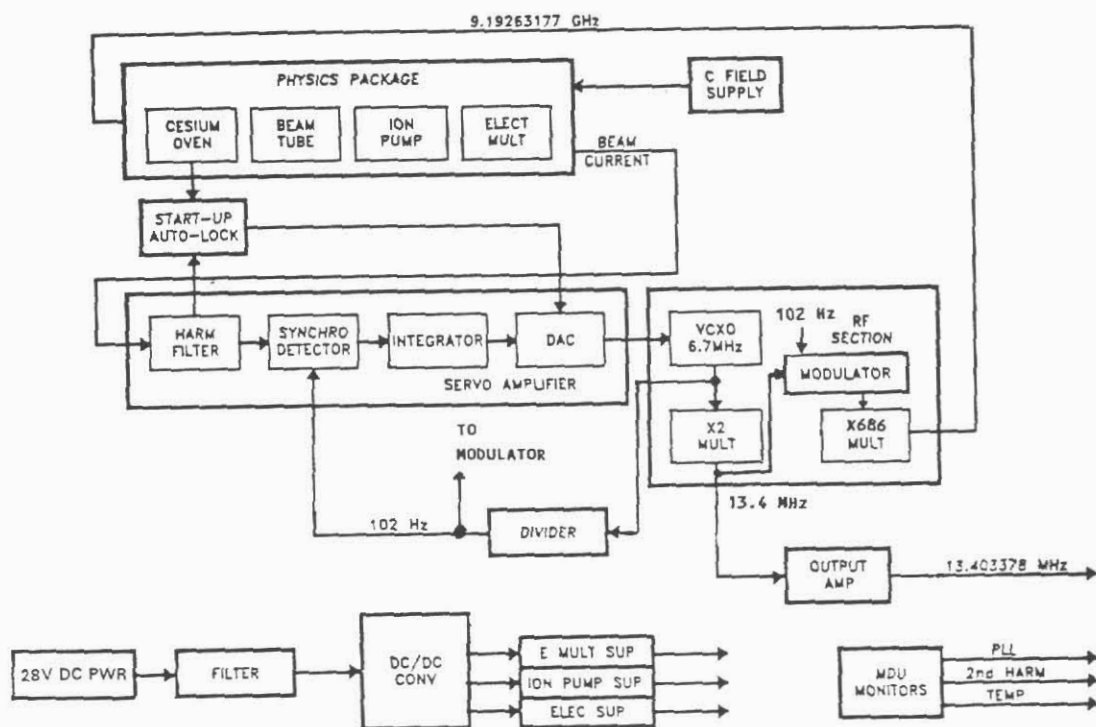 9.19263177 GHz
PHYSICS PACKAGE
C FIELD
SUPPLY
CESIUM
OVEN
BEAM
TUBE
ION
PUMP
ELECT
MULT
BEAM
CURRENT
START-UP
AUTO-LOCK
HARM
FILTER
SYNCHRO
DETECTOR
INTEGRATOR
DAC
SERVO AMPLIFIER
VCXO
6.7MHz
102 Hz
RF
SECTION
MODULATOR
X2
MULT
X686
MULT
TO
MODULATOR
13.4 MHz
102 Hz
DIVIDER
OUTPUT
AMP
13.403378 MHz
28V DC PWR
FILTER
DC/DC
CONV
E MULT SUP
ION PUMP SUP
ELEC SUP
MDU
MONITORS
PLL
2nd HARM
TEMP